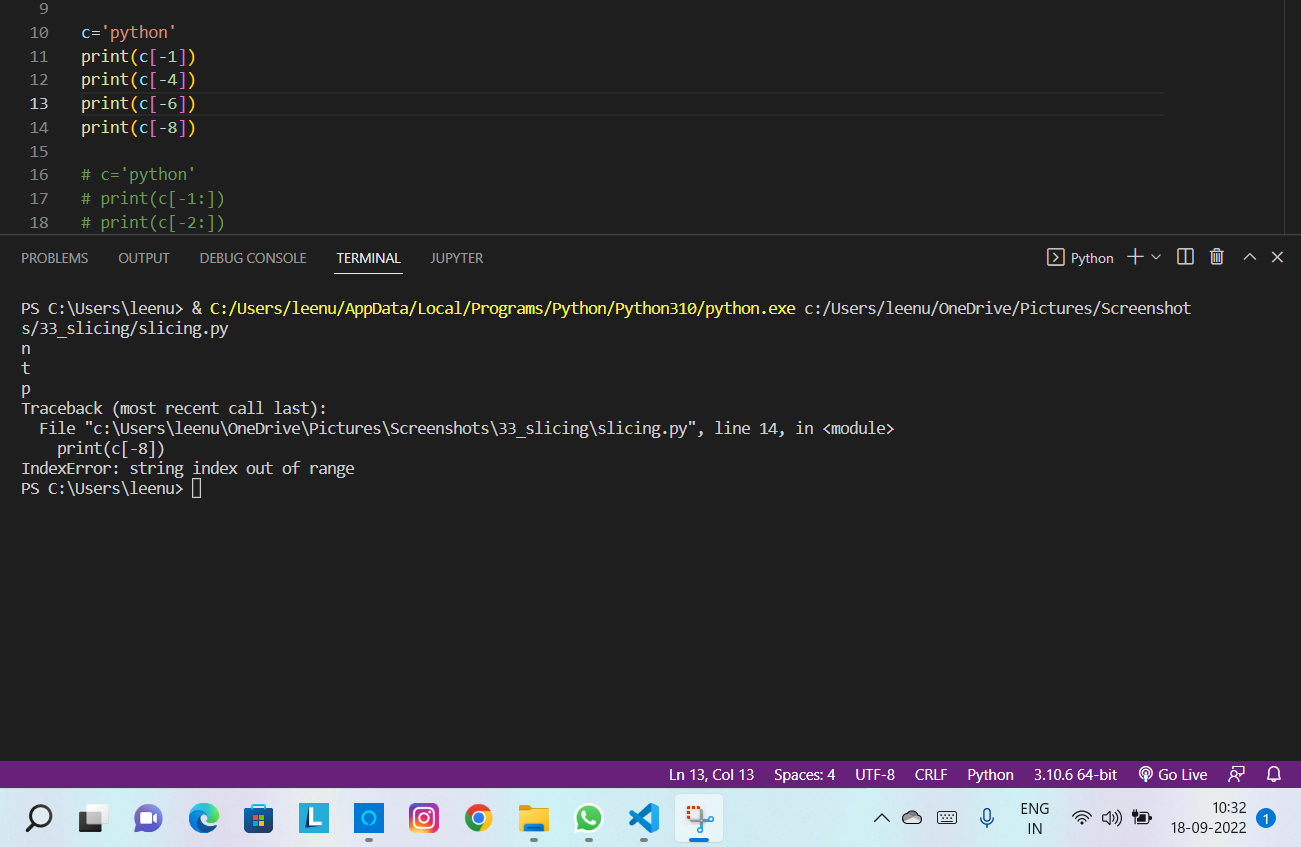 9
10 c='python'
11 print(c[-1])
12 print(c[-4])
13 print(c[-6])
14 print(c[-8])
15
16 # c='python'
17 # print(c[-1:])
18 # print(c[-2:])
PROBLEMS OUTPUT DEBUG CONSOLE TERMINAL JUPYTER Python
PS C:\Users\leenu> & C:/Users/leenu/AppData/Local/Programs/Python/Python310/python.exe c:/Users/leenu/OneDrive/Pictures/Screenshot
s/33_slicing/slicing.py
n
t
p
Traceback (most recent call last):
  File "c:\Users\leenu\OneDrive\Pictures\Screenshots\33_slicing\slicing.py", line 14, in <module>
    print(c[-8])
IndexError: string index out of range
PS C:\Users\leenu>
Ln 13, Col 13 Spaces: 4 UTF-8 CRLF Python 3.10.6 64-bit Go Live
L
ENG 10:32
IN 18-09-2022 1